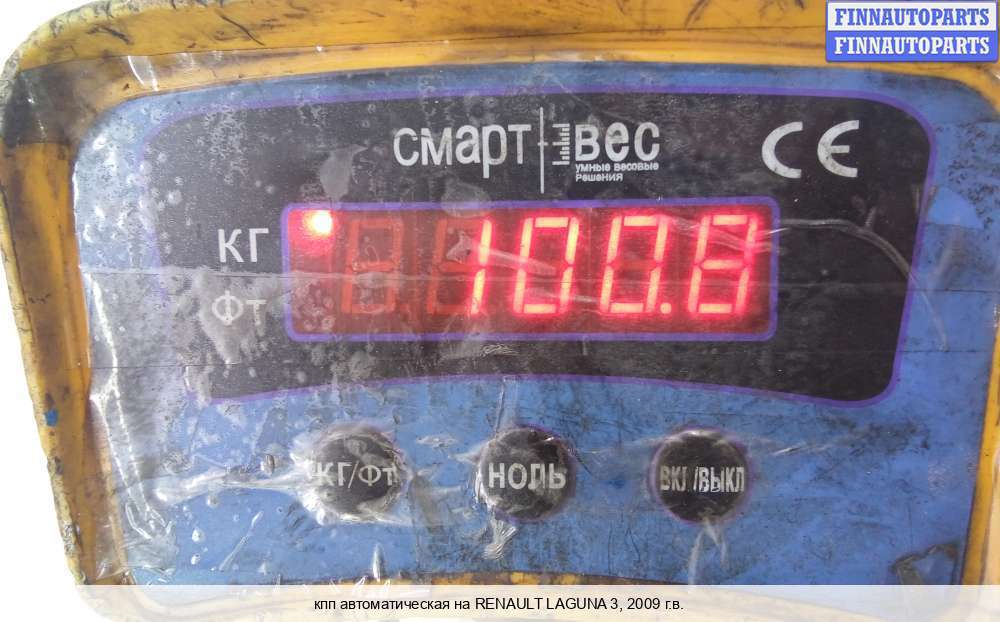 FINNAUTOPARTS
FINNAUTOPARTS
смарт вес
умные весовые
решения
CE
КГ
100.8
ФТ
КГ/ФТ
НОЛЬ
ВКЛ/ВЫКЛ
кпп автоматическая на RENAULT LAGUNA 3, 2009 г.в.